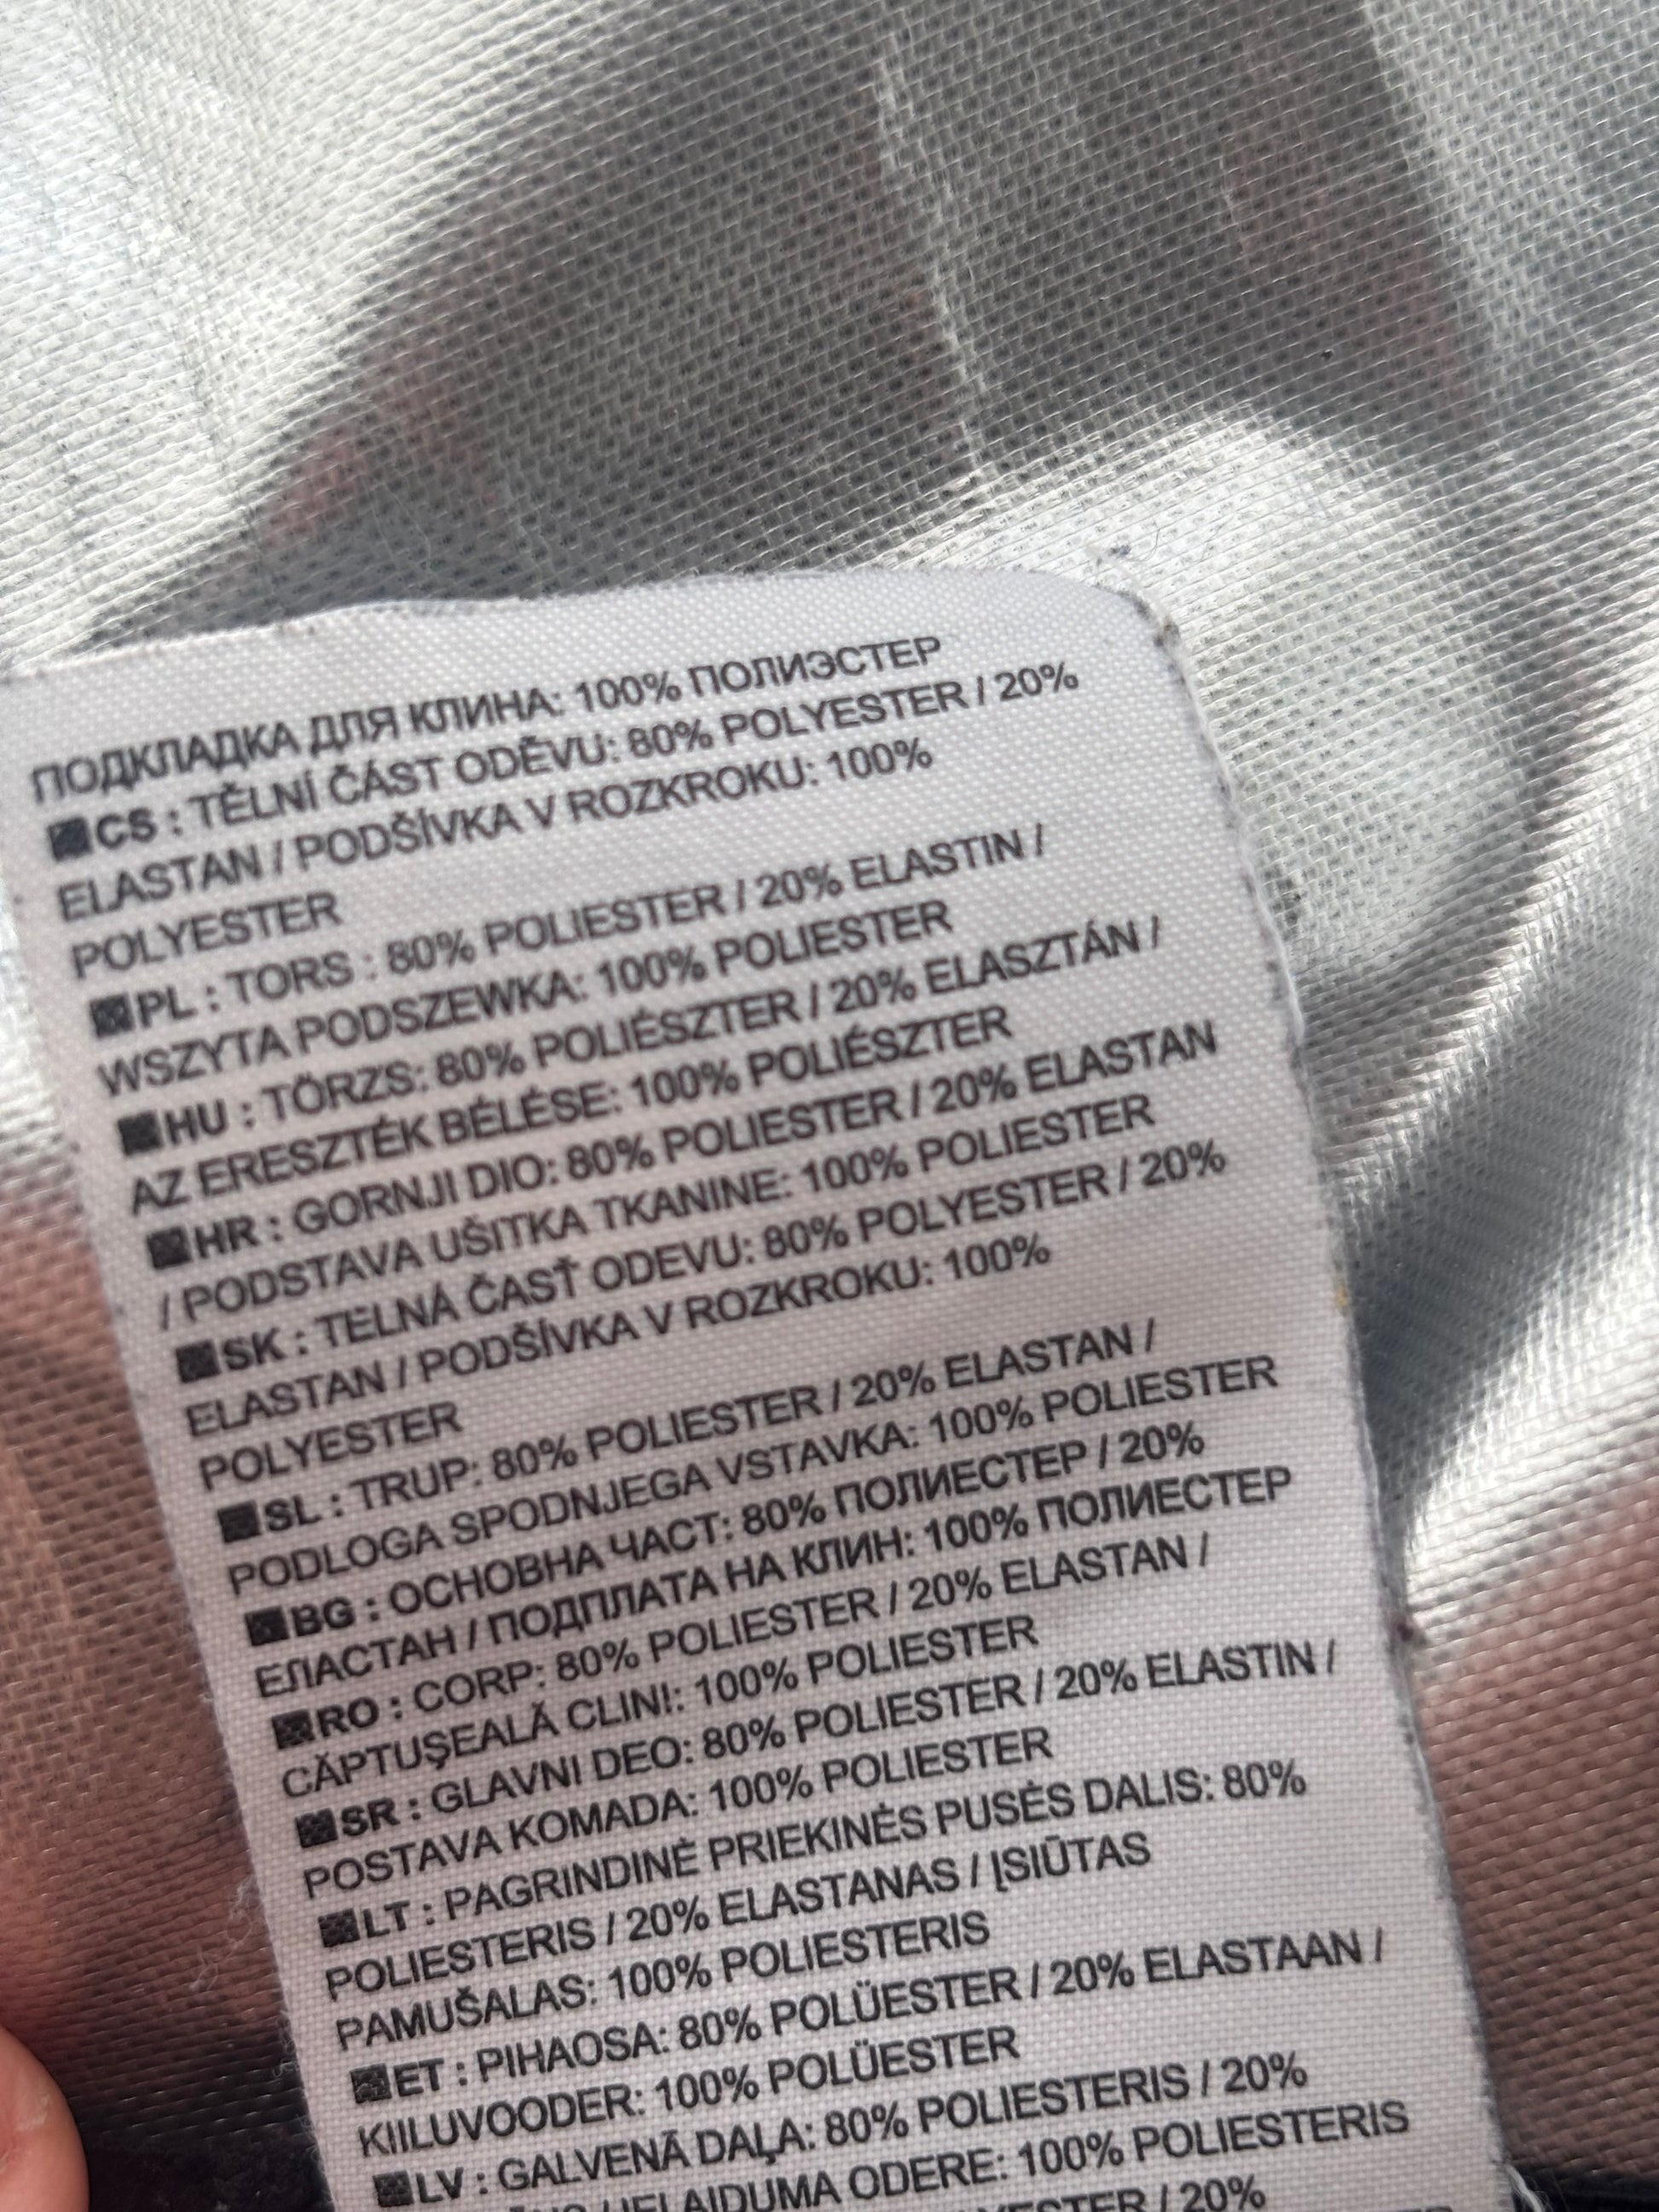 ПОДКЛАДКА ДЛЯ КЛИНА: 100% ПОЛИЭСТЕР
CS : TĚLNÍ ČÁST ODĚVU: 80% POLYESTER / 20%
ELASTAN / PODŠÍVKA V ROZKROKU: 100%
POLYESTER
PL : TORS : 80% POLIESTER / 20% ELASTIN /
WSZYTA PODSZEWKA: 100% POLIESTER
HU : TÖRZS: 80% POLIÉSZTER / 20% ELASZTÁN /
AZ ERESZTÉK BÉLÉSE: 100% POLIÉSZTER
HR : GORNJI DIO: 80% POLIESTER / 20% ELASTAN
/ PODSTAVA UŠITKA TKANINE: 100% POLIESTER
SK : TELNÁ ČASŤ ODEVU: 80% POLYESTER / 20%
ELASTAN / PODŠÍVKA V ROZKROKU: 100%
POLYESTER
SL : TRUP: 80% POLIESTER / 20% ELASTAN /
PODLOGA SPODNJEGA VSTAVKA: 100% POLIESTER
BG : ОСНОВНА ЧАСТ: 80% ПОЛИЕСТЕР / 20%
ЕЛАСТАН / ПОДПЛАТА НА КЛИН: 100% ПОЛИЕСТЕР
RO : CORP: 80% POLIESTER / 20% ELASTAN /
CĂPTUŞEALĂ CLINI: 100% POLIESTER
SR : GLAVNI DEO: 80% POLIESTER / 20% ELASTIN /
POSTAVA KOMADA: 100% POLIESTER
LT : PAGRINDINĖ PRIEKINĖS PUSĖS DALIS: 80%
POLIESTERIS / 20% ELASTANAS / ĮSIŪTAS
PAMUŠALAS: 100% POLIESTERIS
ET : PIHAOSA: 80% POLÜESTER / 20% ELASTAAN /
KIILUVOODER: 100% POLÜESTER
LV : GALVENĀ DAĻA: 80% POLIESTERIS / 20%
IELAIDUMA ODERE: 100% POLIESTERIS
/ 20%